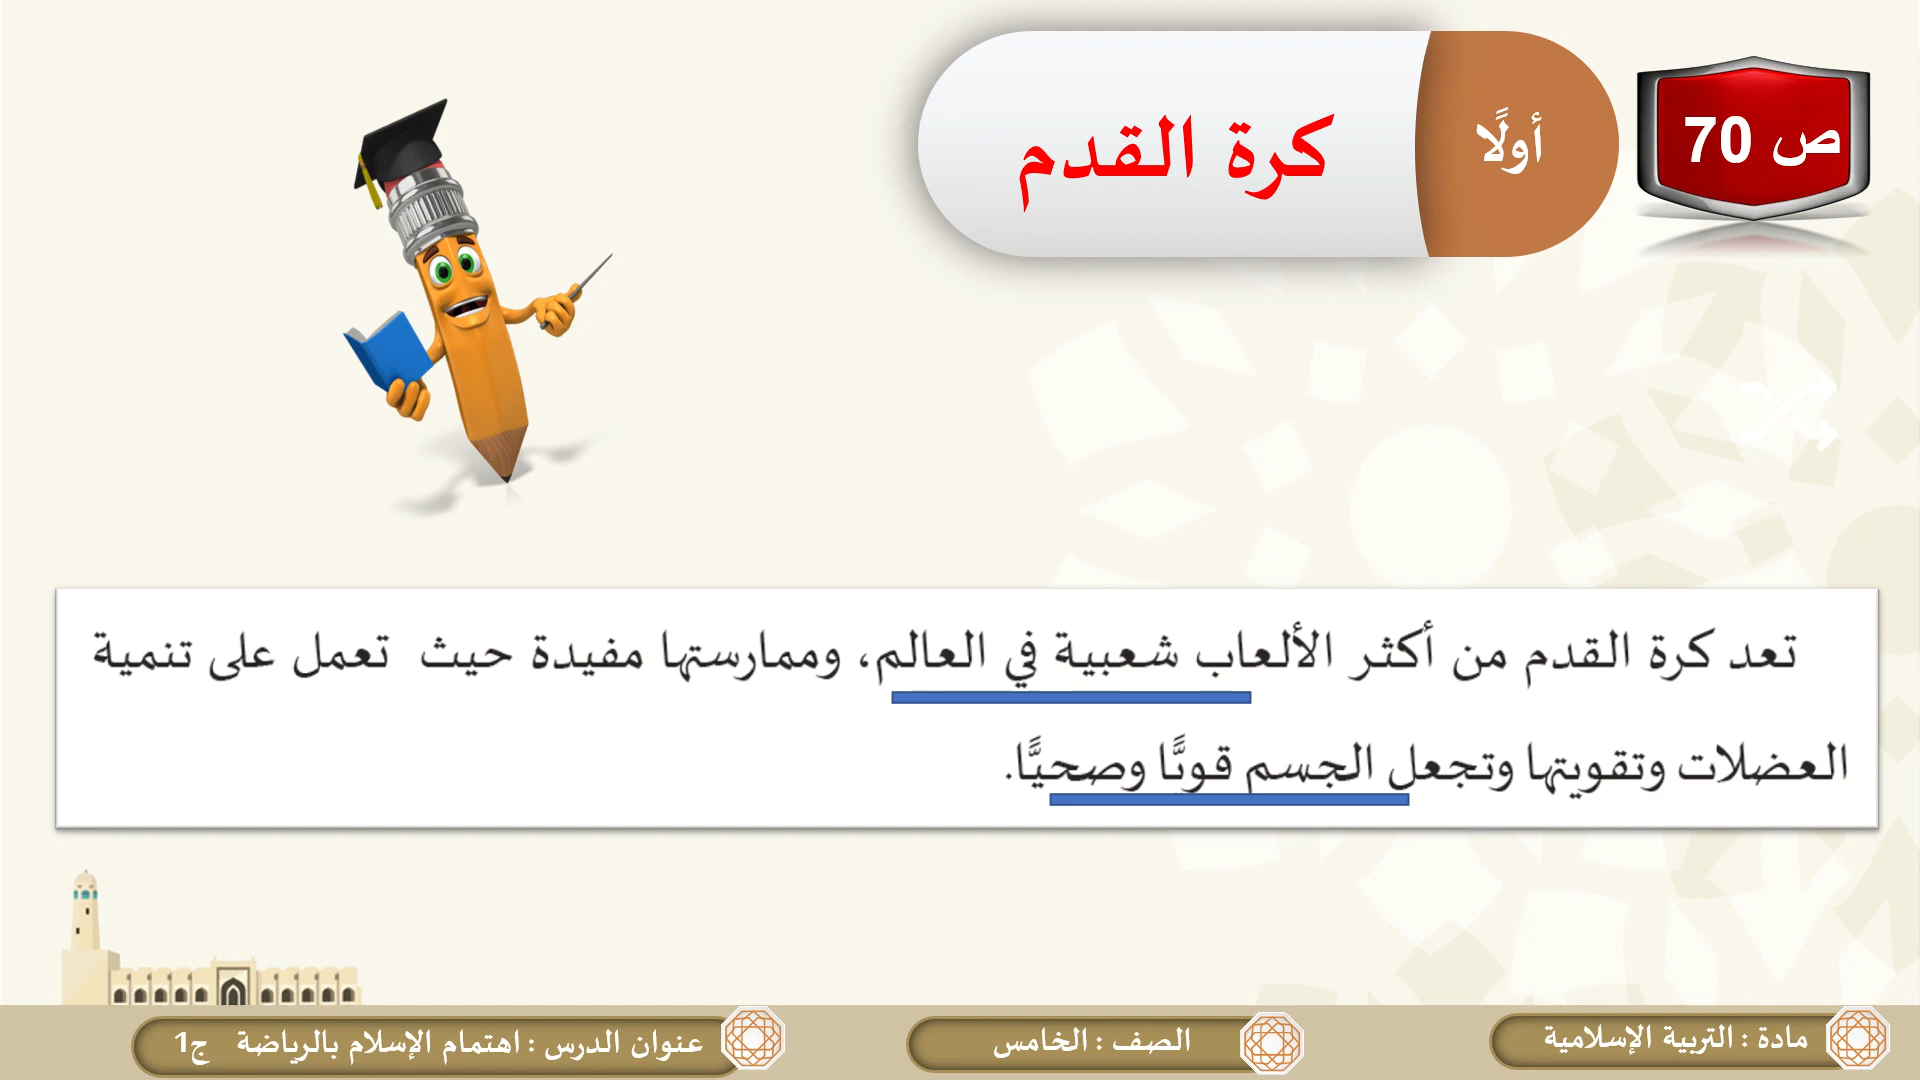 ص 70
أولًا
كرة القدم
تعد كرة القدم من أكثر الألعاب شعبية في العالم، وممارستها مفيدة حيث تعمل على تنمية
العضلات وتقويتها وتجعل الجسم قويًّا وصحيًّا.
مادة : التربية الإسلامية
الصف : الخامس
عنوان الدرس : اهتمام الإسلام بالرياضة ج1